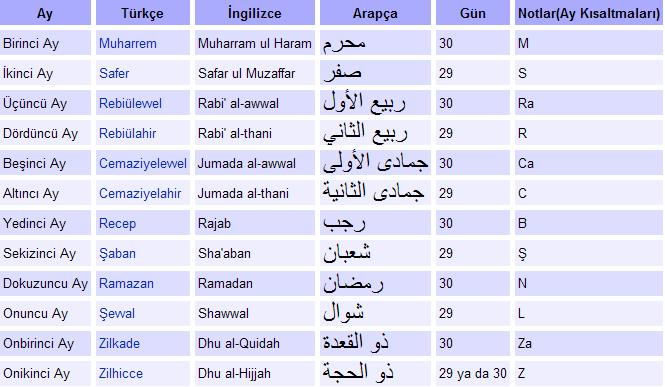 Ay Türkçe İngilizce Arapça Gün Notlar(Ay Kısaltmaları)
Birinci Ay Muharrem Muharram ul Haram محرم 30 M
İkinci Ay Safer Safar ul Muzaffar صفر 29 S
Üçüncü Ay Rebiülewel Rabi' al-awwal ربيع الأول 30 Ra
Dördüncü Ay Rebiülahir Rabi' al-thani ربيع الثاني 29 R
Beşinci Ay Cemaziyelewel Jumada al-awwal جمادى الأولى 30 Ca
Altıncı Ay Cemaziyelahir Jumada al-thani جمادى الثانية 29 C
Yedinci Ay Recep Rajab رجب 30 B
Sekizinci Ay Şaban Sha'aban شعبان 29 Ş
Dokuzuncu Ay Ramazan Ramadan رمضان 30 N
Onuncu Ay Şewal Shawwal شوال 29 L
Onbirinci Ay Zilkade Dhu al-Quidah ذو القعدة 30 Za
Onikinci Ay Zilhicce Dhu al-Hijjah ذو الحجة 29 ya da 30 Z